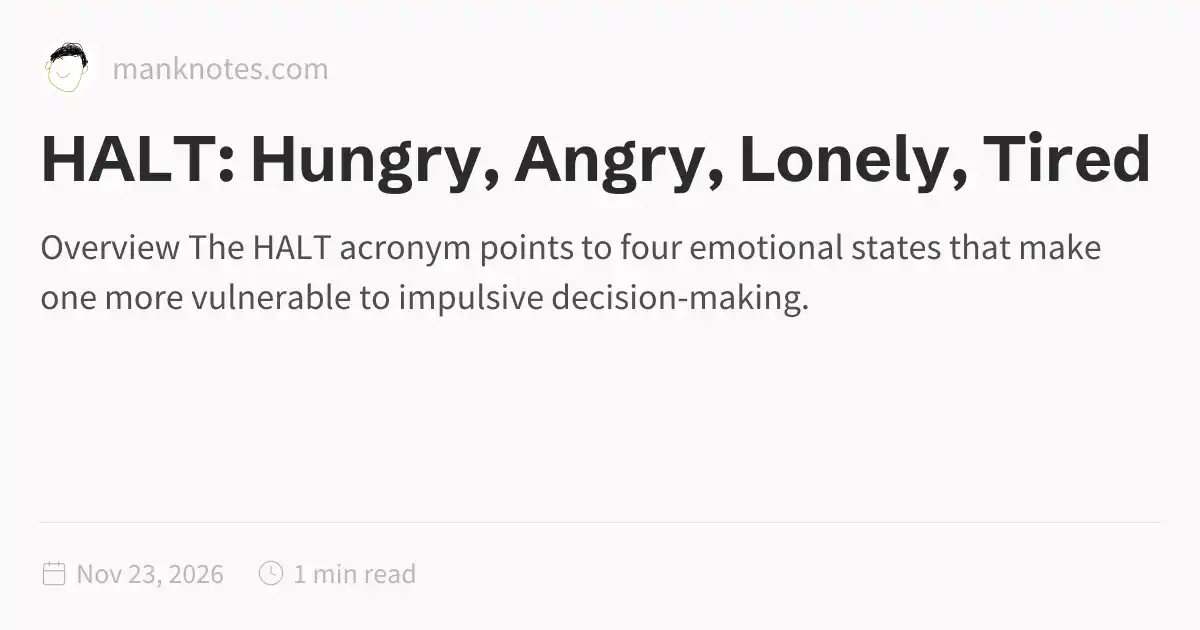 manknotes.com
HALT: Hungry, Angry, Lonely, Tired
Overview The HALT acronym points to four emotional states that make
one more vulnerable to impulsive decision-making.
Nov 23, 2026 1 min read